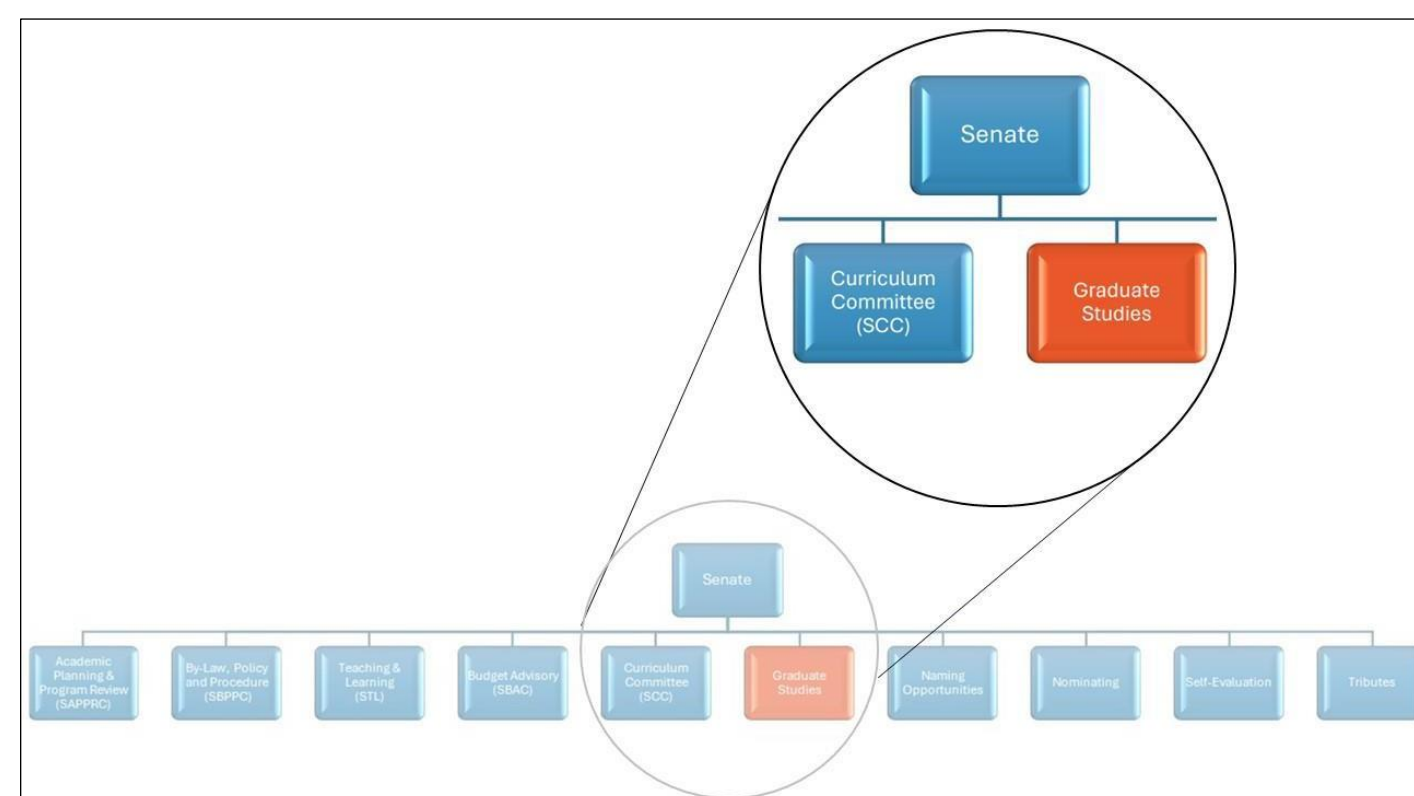 Senate
Curriculum
Committee
(SCC)
Graduate
Studies
Senate
Academic
Planning &
Program Review
(SAPPRC)
By-Law, Policy
and Procedure
(SBPPC)
Teaching &
Learning
(STL)
Budget Advisory
(SBAC)
Curriculum
Committee
(SCC)
Graduate
Studies
Naming
Opportunities
Nominating
Self-Evaluation
Tributes